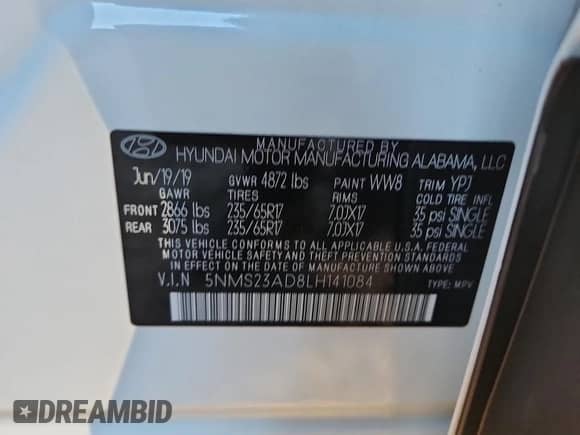 MANUFACTURED BY
HYUNDAI MOTOR MANUFACTURING ALABAMA, LLC
Jun/19/19 GVWR 4872 lbs PAINT WW8 TRIM YPJ
GAWR TIRES RIMS COLD TIRE INFL
FRONT 2866 lbs 235/65R17 7.0JX17 35 psi SINGLE
REAR 3075 lbs 235/65R17 7.0JX17 35 psi SINGLE
THIS VEHICLE CONFORMS TO ALL APPLICABLE U.S.A. FEDERAL
MOTOR VEHICLE SAFETY AND THEFT PREVENTION STANDARDS
IN EFFECT ON THE DATE OF MANUFACTURE SHOWN ABOVE.
V.I.N 5NMS23AD8LH141084 TYPE: MPV
DREAMBID